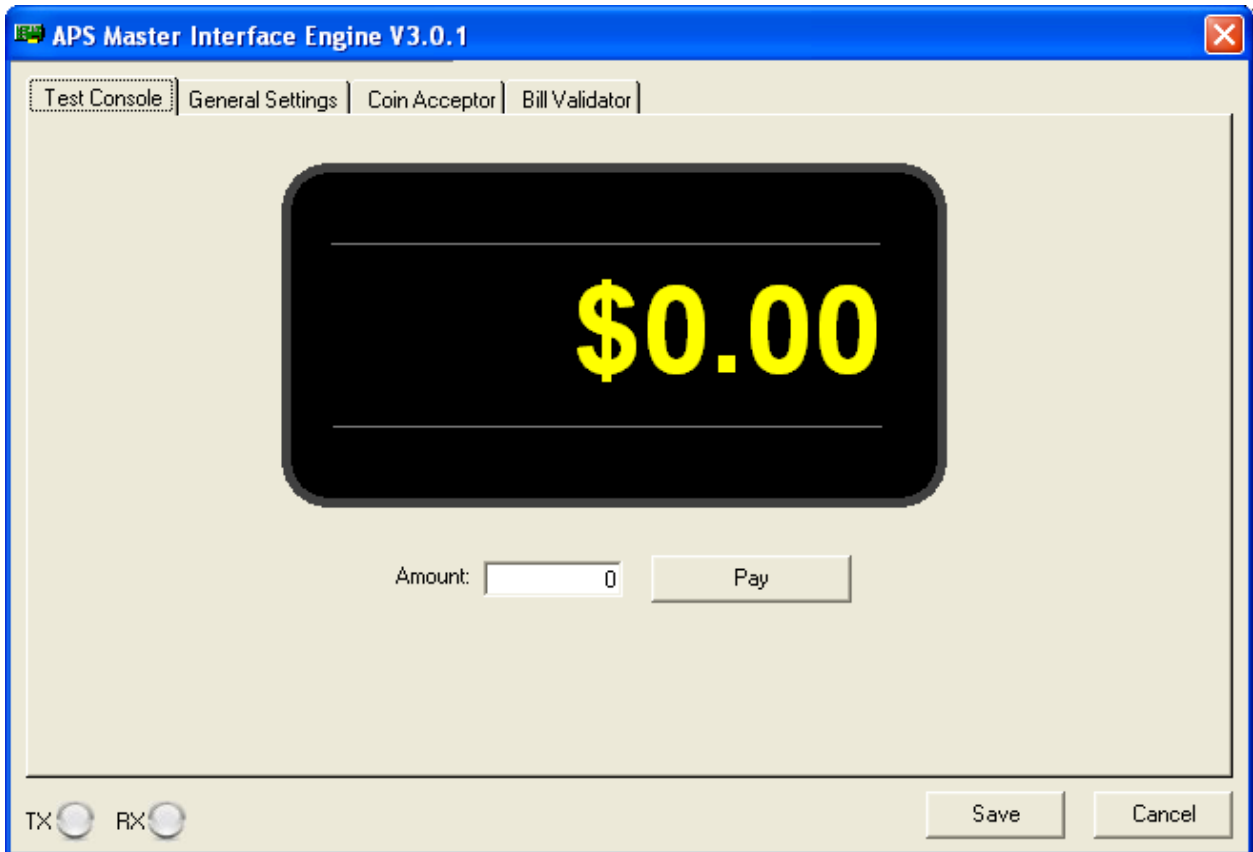 APS Master Interface Engine V3.0.1
Test Console General Settings Coin Acceptor Bill Validator
$0.00
Amount: 0 Pay
TX RX Save Cancel